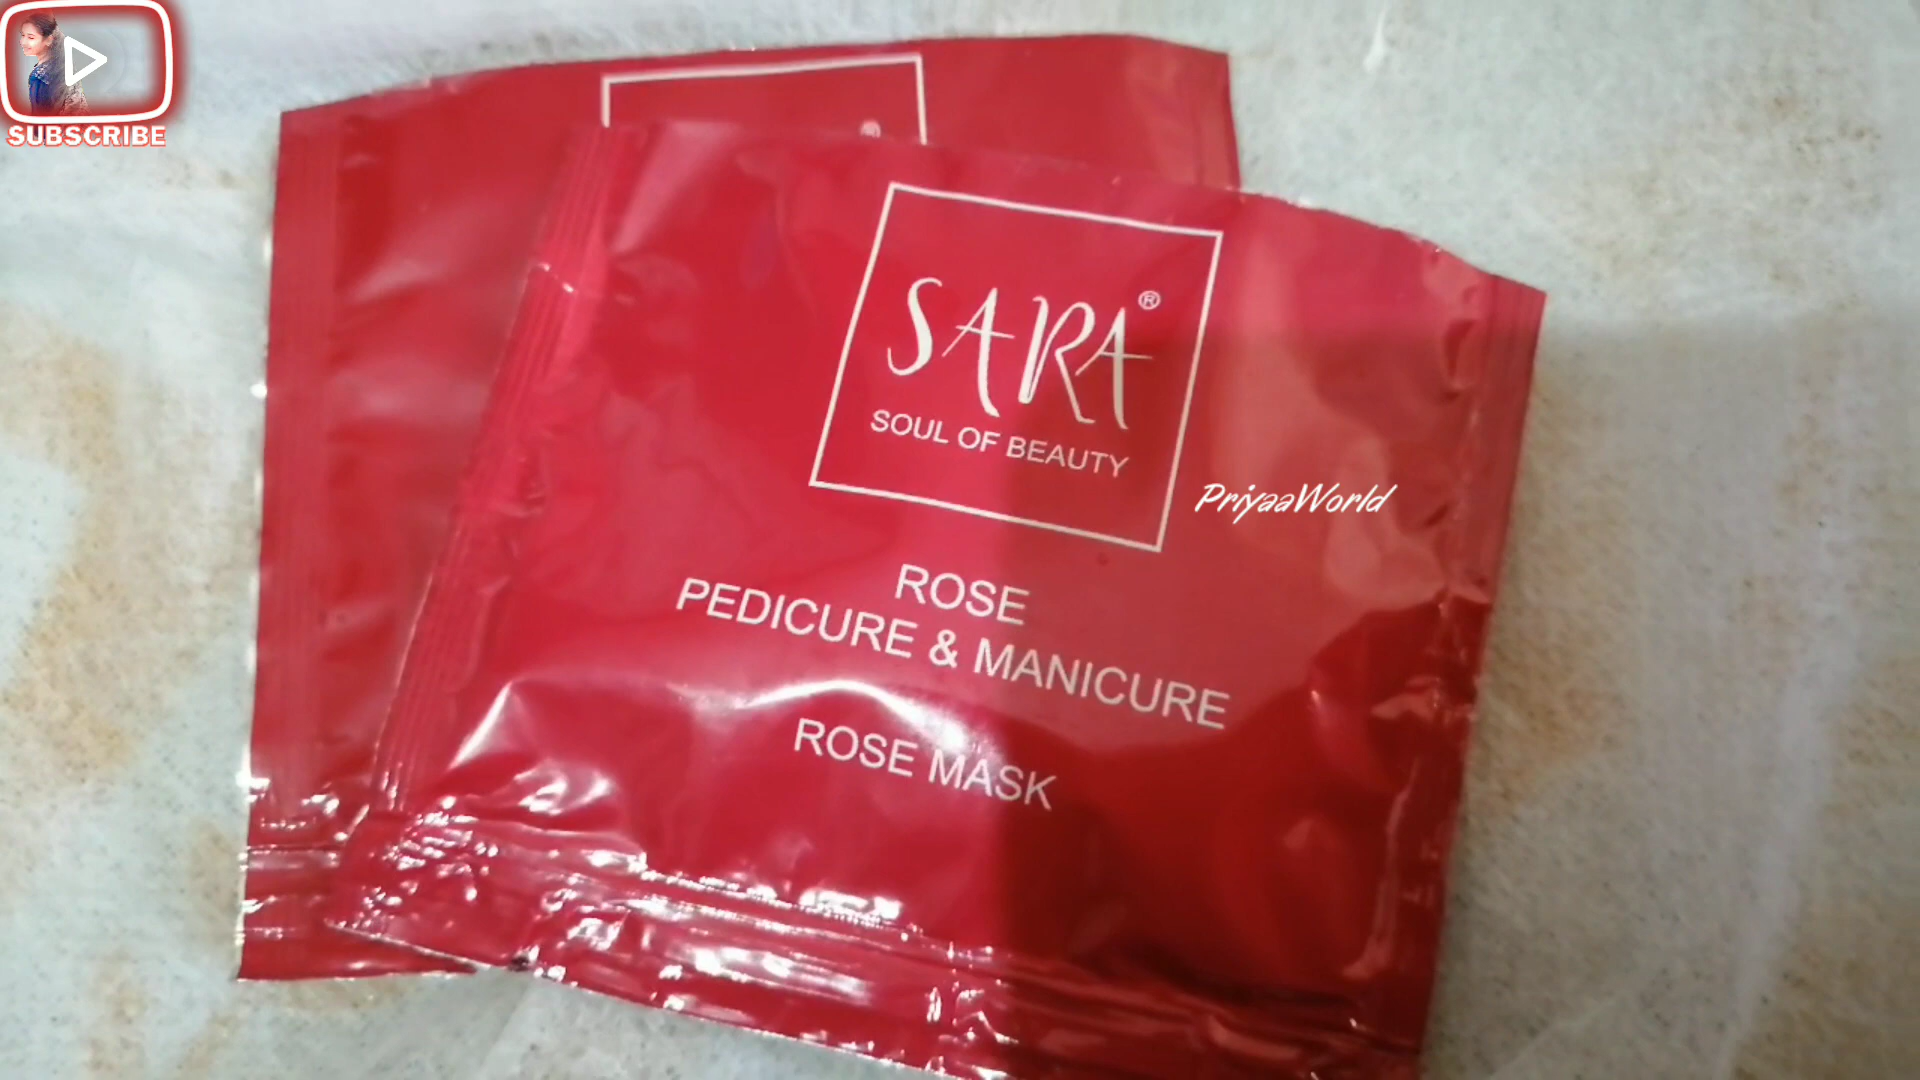 SUBSCRIBE
®
SARA®
SOUL OF BEAUTY
PriyaaWorld
ROSE
PEDICURE & MANICURE
ROSE MASK